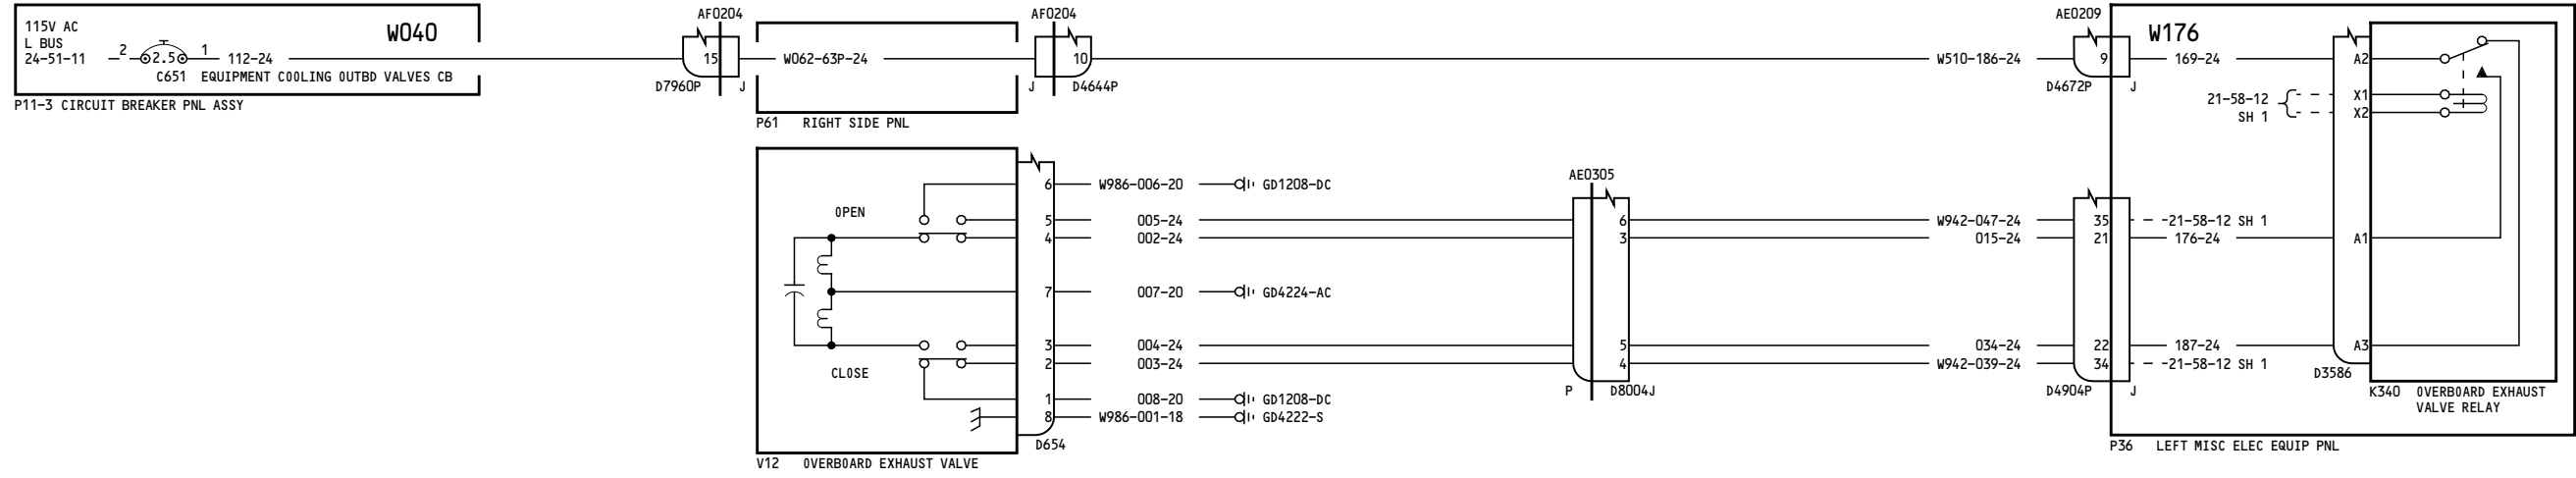 115V AC
L BUS
24-51-11
2
2.5
1
112-24
W040
C651 EQUIPMENT COOLING OUTBD VALVES CB
P11-3 CIRCUIT BREAKER PNL ASSY
AF0204
15
D7960P
J
W062-63P-24
P61 RIGHT SIDE PNL
AF0204
10
J
D4644P
W510-186-24
AE0209
9
D4672P
J
W176
169-24
A2
21-58-12
SH 1
X1
X2
OPEN
CLOSE
6 W986-006-20 GD1208-DC
5 005-24
4 002-24
7 007-20 GD4224-AC
3 004-24
2 003-24
1 008-20 GD1208-DC
8 W986-001-18 GD4222-S
D654
V12 OVERBOARD EXHAUST VALVE
AE0305
6 W942-047-24 35 21-58-12 SH 1
3 015-24 21 176-24 A1
5 034-24 22 187-24 A3
4 W942-039-24 34 21-58-12 SH 1
P
D8004J
D4904P
J
D3586
K340 OVERBOARD EXHAUST
VALVE RELAY
P36 LEFT MISC ELEC EQUIP PNL